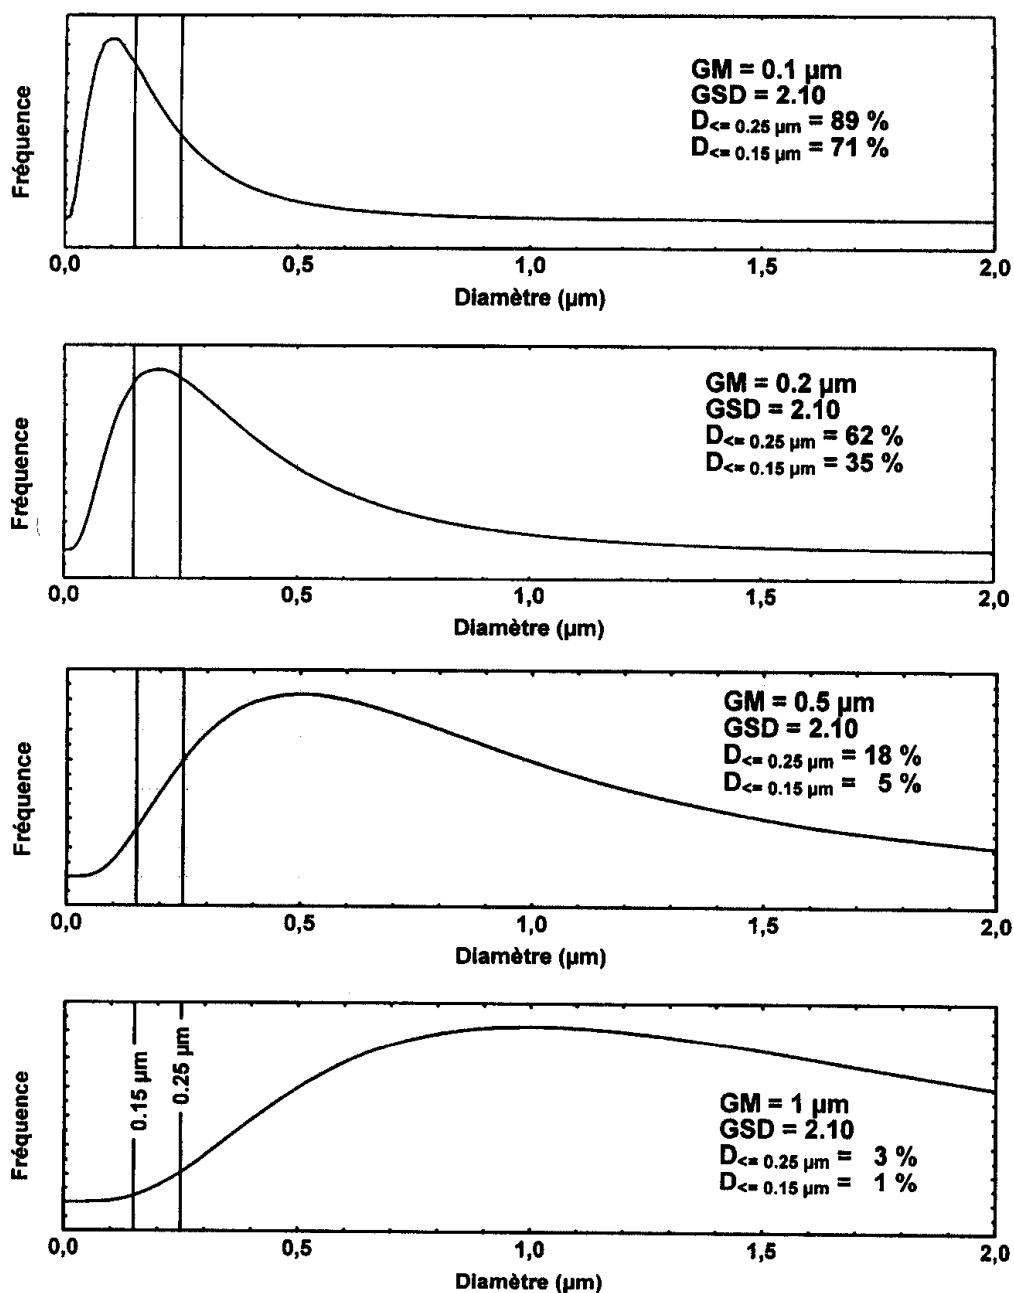 Fréquence
GM = 0.1 µm
GSD = 2.10
D<= 0.25 µm = 89 %
D<= 0.15 µm = 71 %
0,0 0,5 1,0 1,5 2,0
Diamètre (µm)
Fréquence
GM = 0.2 µm
GSD = 2.10
D<= 0.25 µm = 62 %
D<= 0.15 µm = 35 %
0,0 0,5 1,0 1,5 2,0
Diamètre (µm)
Fréquence
GM = 0.5 µm
GSD = 2.10
D<= 0.25 µm = 18 %
D<= 0.15 µm = 5 %
0,0 0,5 1,0 1,5 2,0
Diamètre (µm)
Fréquence
0.15 µm
0.25 µm
GM = 1 µm
GSD = 2.10
D<= 0.25 µm = 3 %
D<= 0.15 µm = 1 %
0,0 0,5 1,0 1,5 2,0
Diamètre (µm)